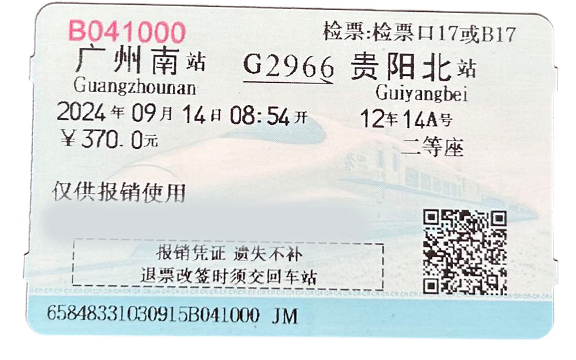 B041000 检票:检票口17或B17
广州南站 G2966 贵阳北站
Guangzhounan Guiyangbei
2024年09月14日08:54开 12车14A号
￥370.0元 二等座
仅供报销使用
报销凭证 遗失不补
退票改签时须交回车站
65848331030915B041000 JM